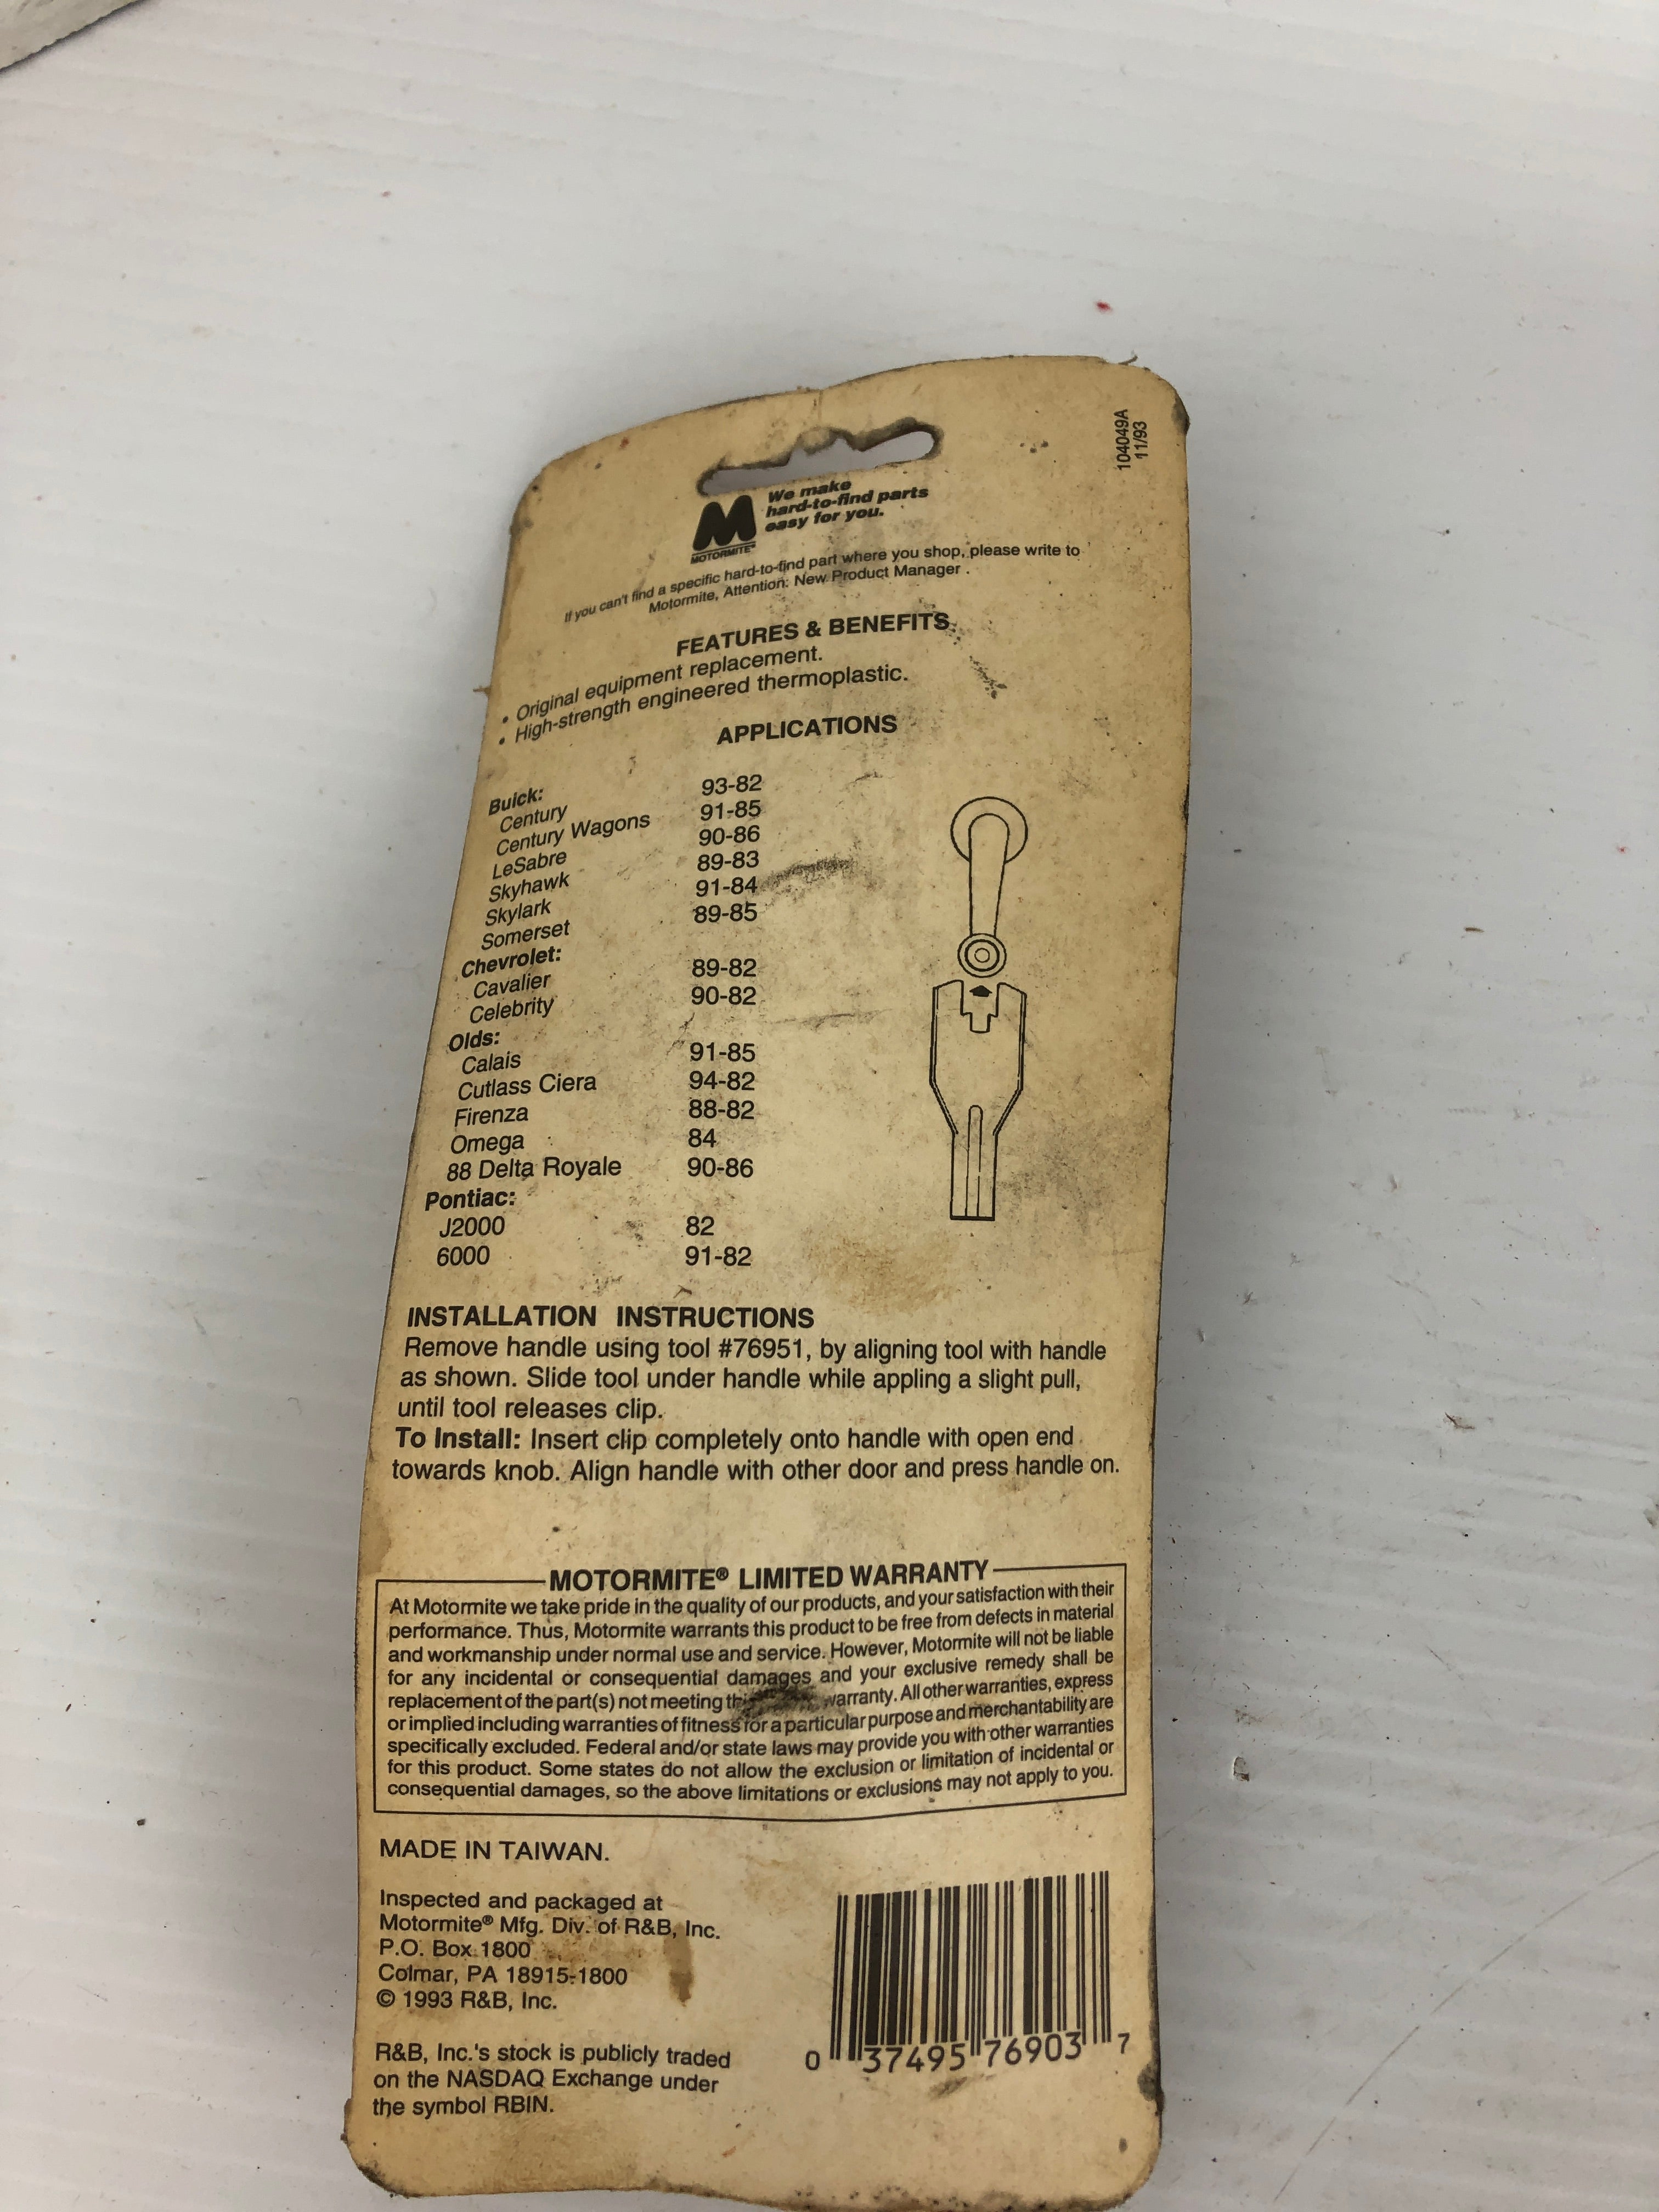 104049A
11/93
We make
hard-to-find parts
easy for you.
M
MOTORMITE®
If you can't find a specific hard-to-find part where you shop, please write to
Motormite, Attention: New Product Manager .
FEATURES & BENEFITS
• Original equipment replacement.
• High-strength engineered thermoplastic.
APPLICATIONS
Buick:
Century 93-82
Century Wagons 91-85
LeSabre 90-86
Skyhawk 89-83
Skylark 91-84
Somerset 89-85
Chevrolet:
Cavalier 89-82
Celebrity 90-82
Olds:
Calais 91-85
Cutlass Ciera 94-82
Firenza 88-82
Omega 84
88 Delta Royale 90-86
Pontiac:
J2000 82
6000 91-82
INSTALLATION INSTRUCTIONS
Remove handle using tool #76951, by aligning tool with handle
as shown. Slide tool under handle while appling a slight pull,
until tool releases clip.
To Install: Insert clip completely onto handle with open end
towards knob. Align handle with other door and press handle on.
MOTORMITE® LIMITED WARRANTY
At Motormite we take pride in the quality of our products, and your satisfaction with their
performance. Thus, Motormite warrants this product to be free from defects in material
and workmanship under normal use and service. However, Motormite will not be liable
for any incidental or consequential damages and your exclusive remedy shall be
replacement of the part(s) not meeting warranty. All other warranties, express
or implied including warranties of fitness for a particular purpose and merchantability are
specifically excluded. Federal and/or state laws may provide you with other warranties
for this product. Some states do not allow the exclusion or limitation of incidental or
consequential damages, so the above limitations or exclusions may not apply to you.
MADE IN TAIWAN.
Inspected and packaged at
Motormite® Mfg. Div. of R&B, Inc.
P.O. Box 1800
Colmar, PA 18915-1800
© 1993 R&B, Inc.
R&B, Inc.'s stock is publicly traded
on the NASDAQ Exchange under
the symbol RBIN.
0 37495 76903 7